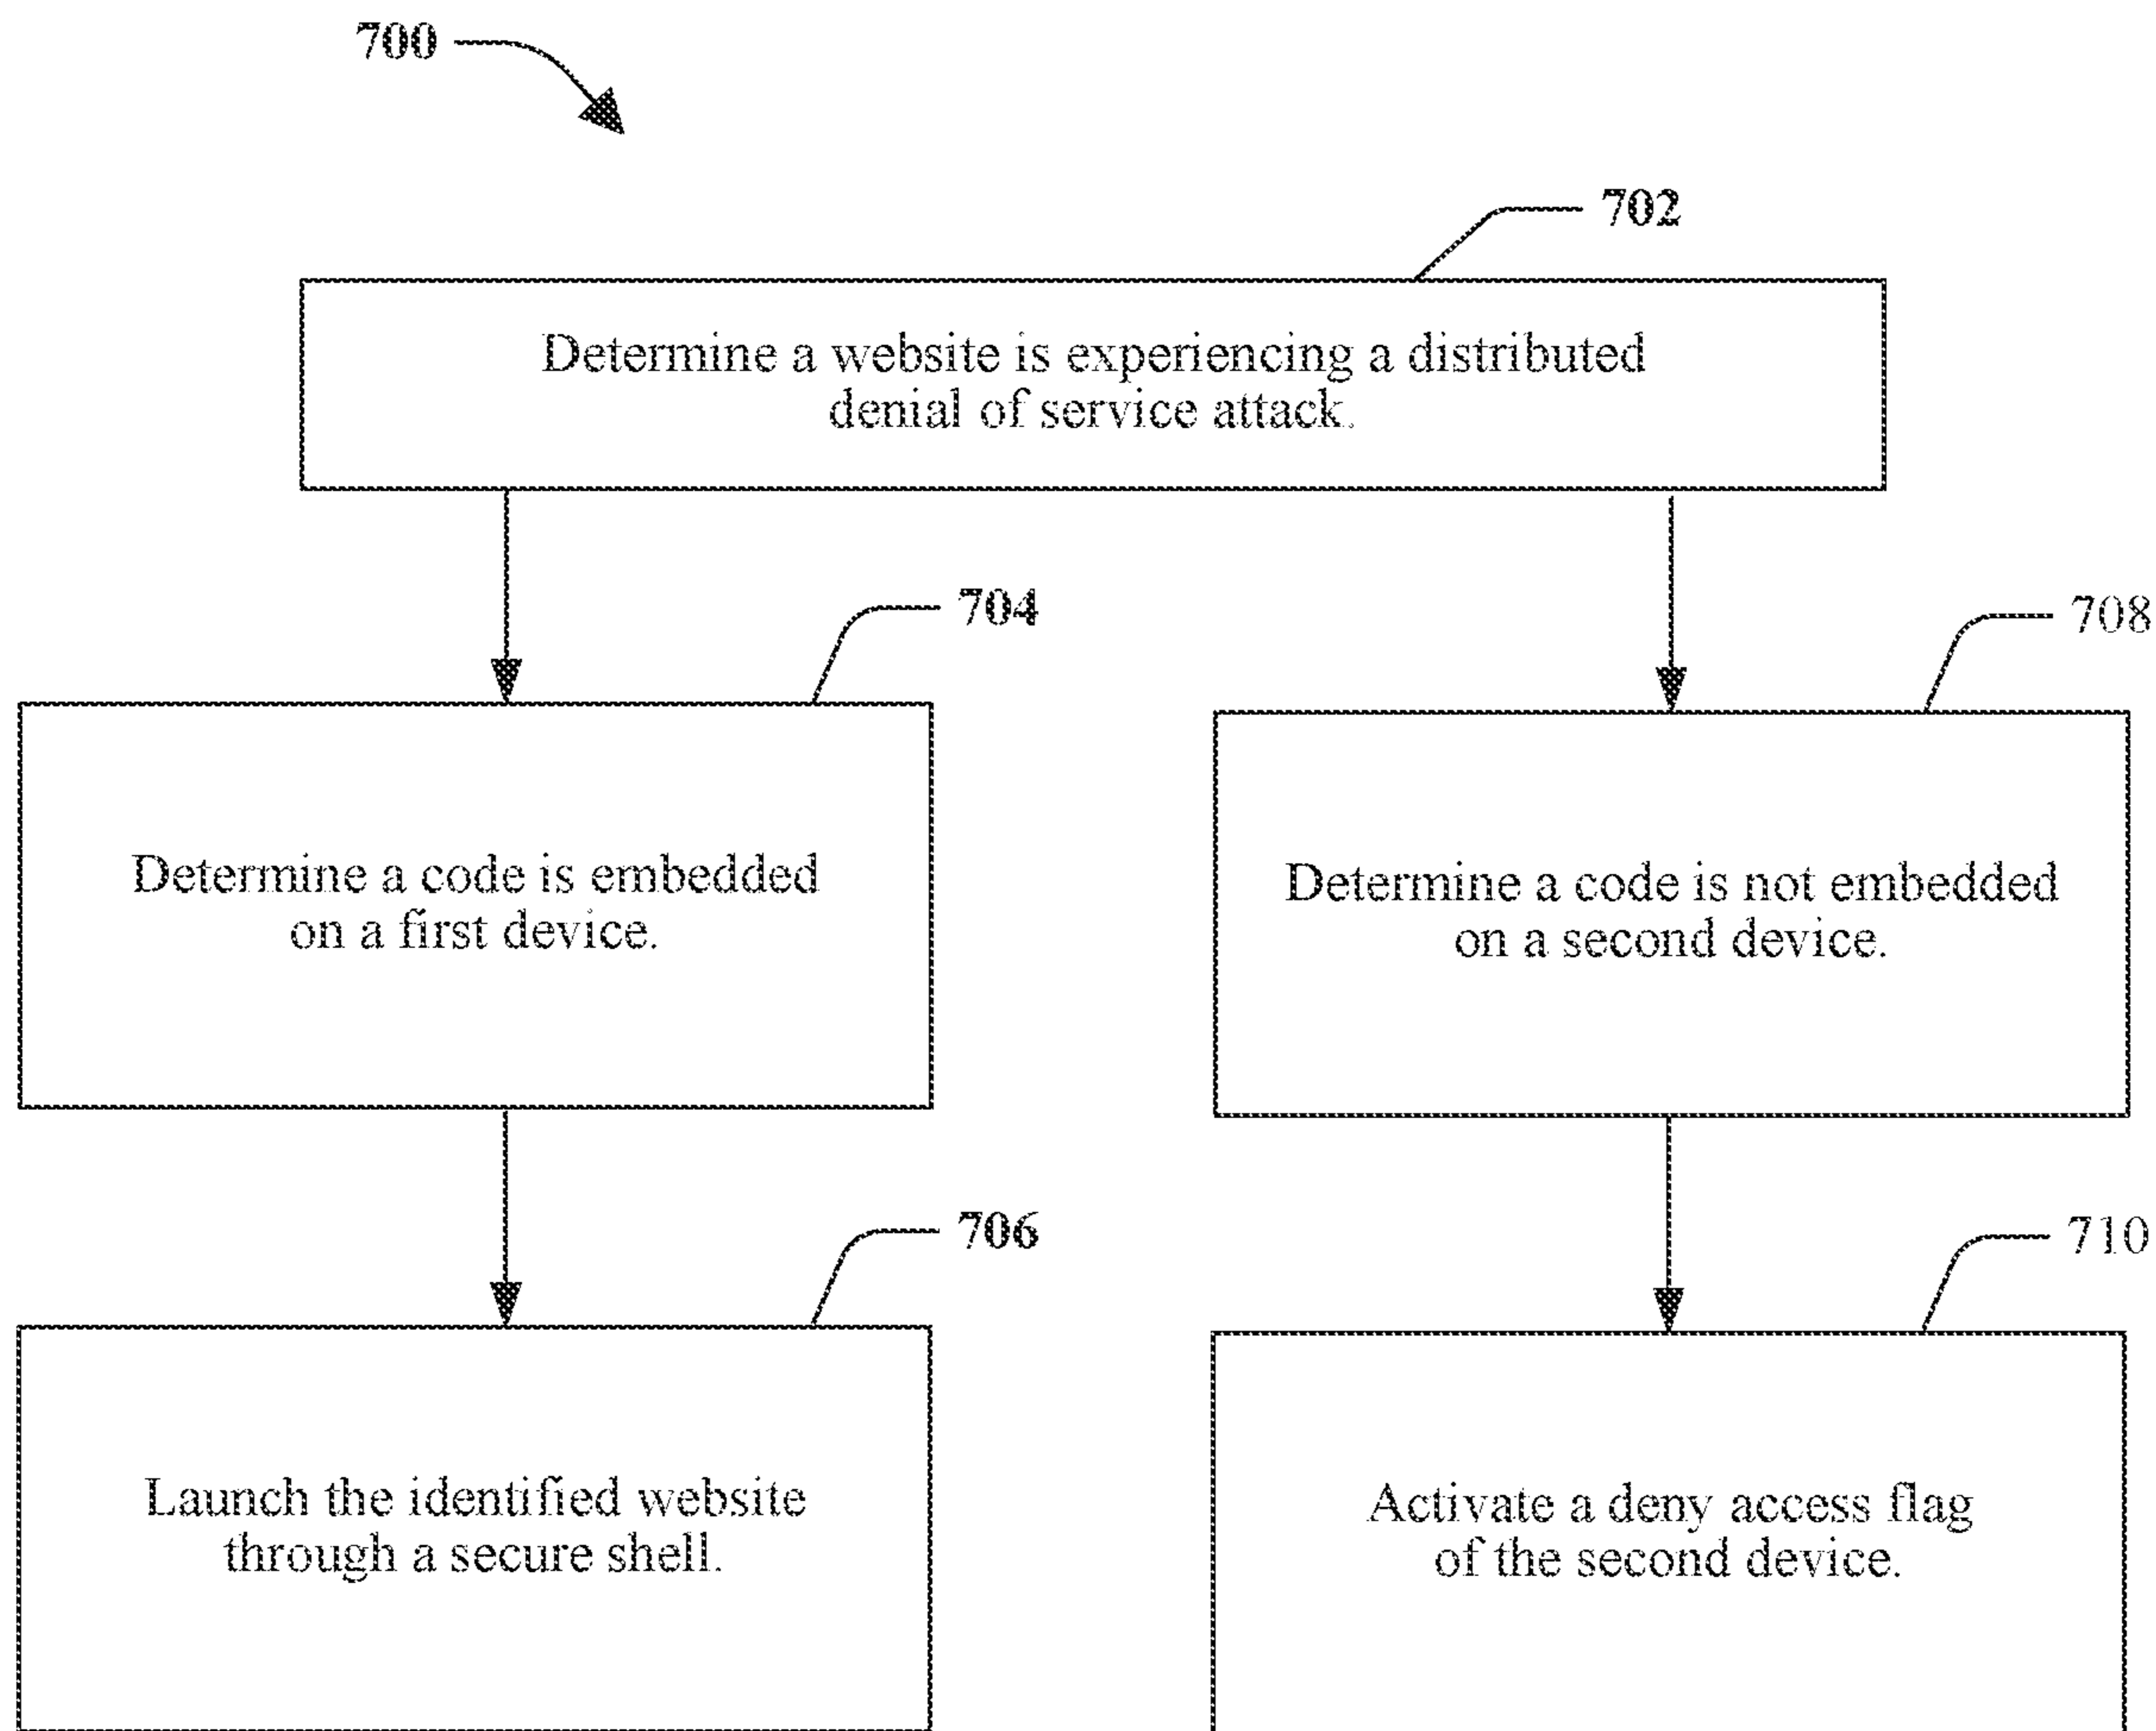 700
702
Determine a website is experiencing a distributed
denial of service attack.
704
Determine a code is embedded
on a first device.
708
Determine a code is not embedded
on a second device.
706
Launch the identified website
through a secure shell.
710
Activate a deny access flag
of the second device.